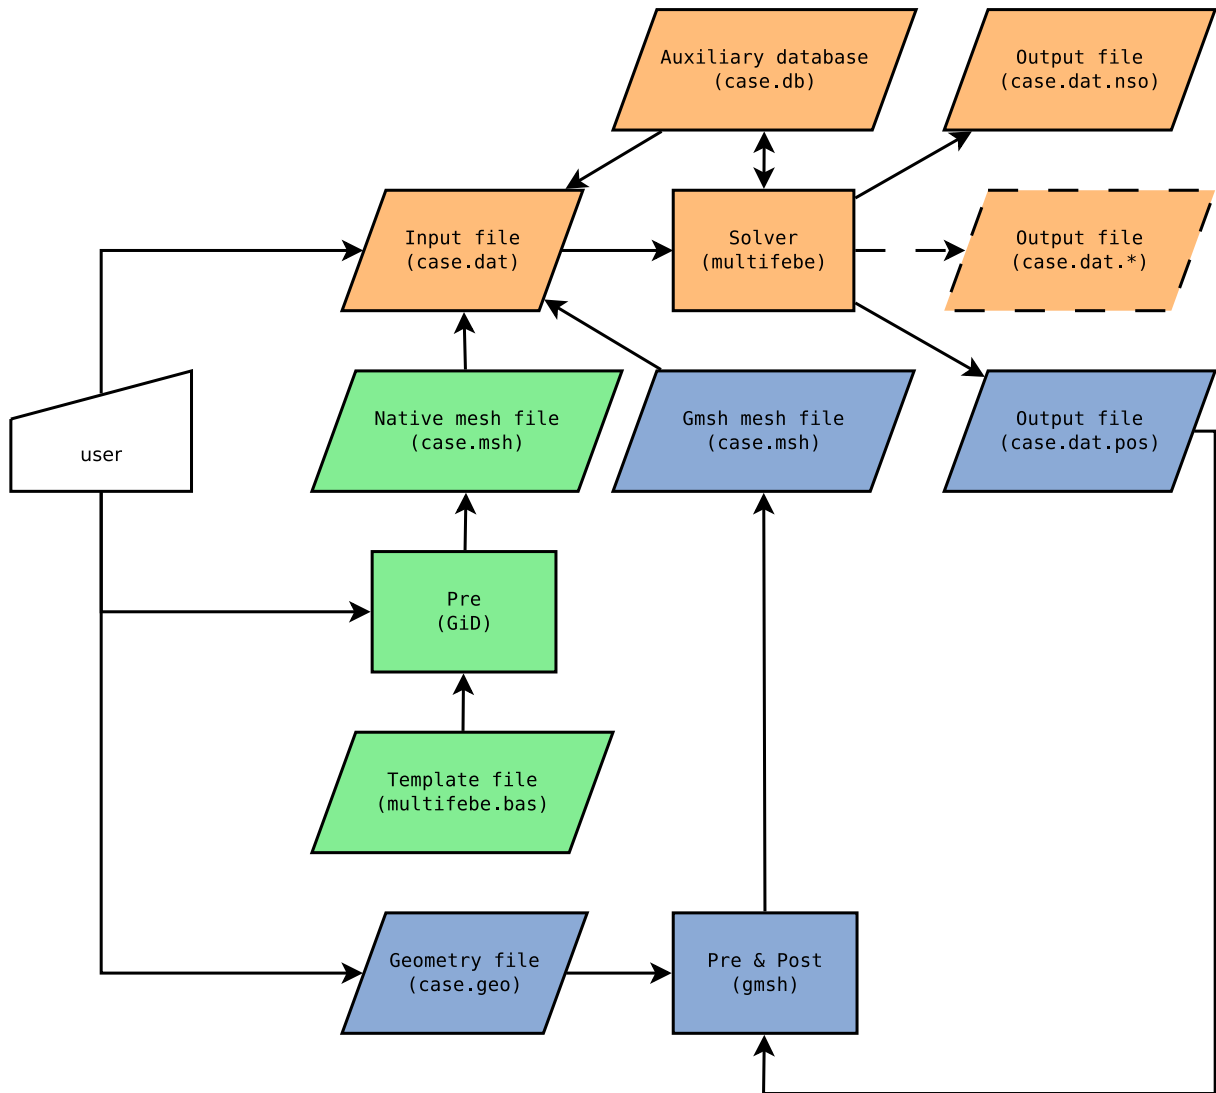 Auxiliary database
(case.db)
Output file
(case.dat.nso)
Input file
(case.dat)
Solver
(multifebe)
Output file
(case.dat.*)
user
Native mesh file
(case.msh)
Gmsh mesh file
(case.msh)
Output file
(case.dat.pos)
Pre
(GiD)
Template file
(multifebe.bas)
Geometry file
(case.geo)
Pre & Post
(gmsh)